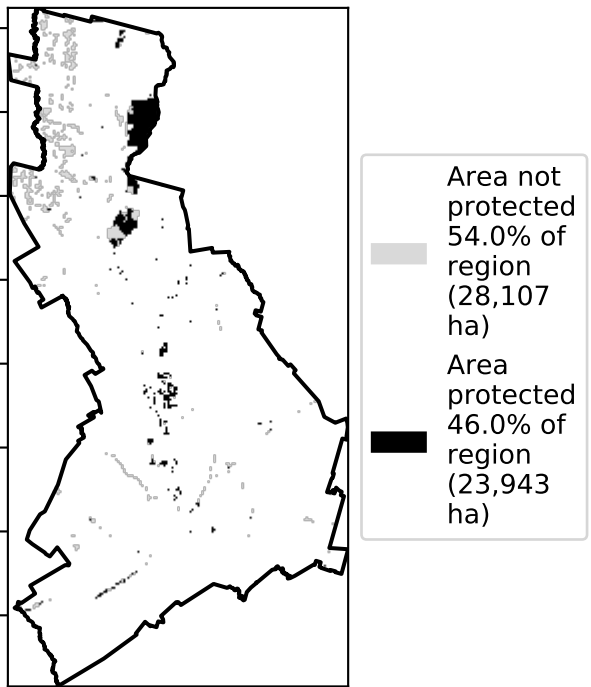 Area not
protected
54.0% of
region
(28,107
ha)
Area
protected
46.0% of
region
(23,943
ha)